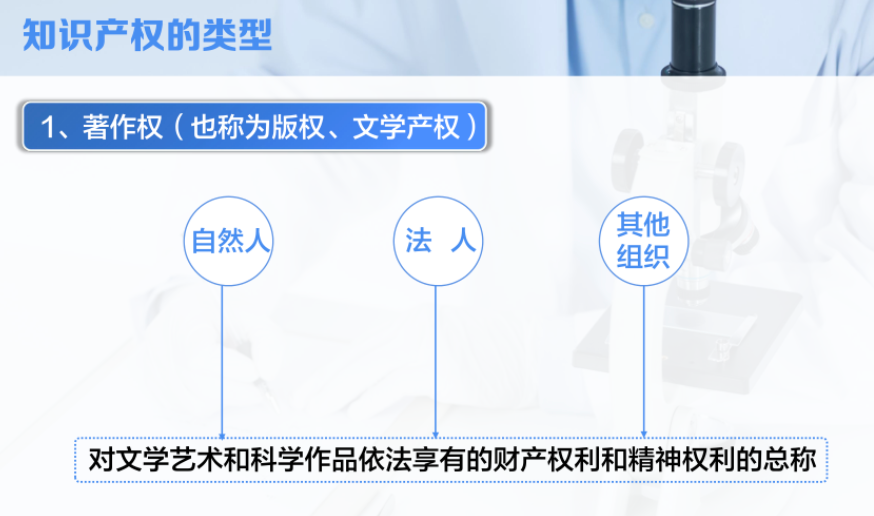 知识产权的类型
1、著作权（也称为版权、文学产权）
自然人
法 人
其他
组织
对文学艺术和科学作品依法享有的财产权利和精神权利的总称